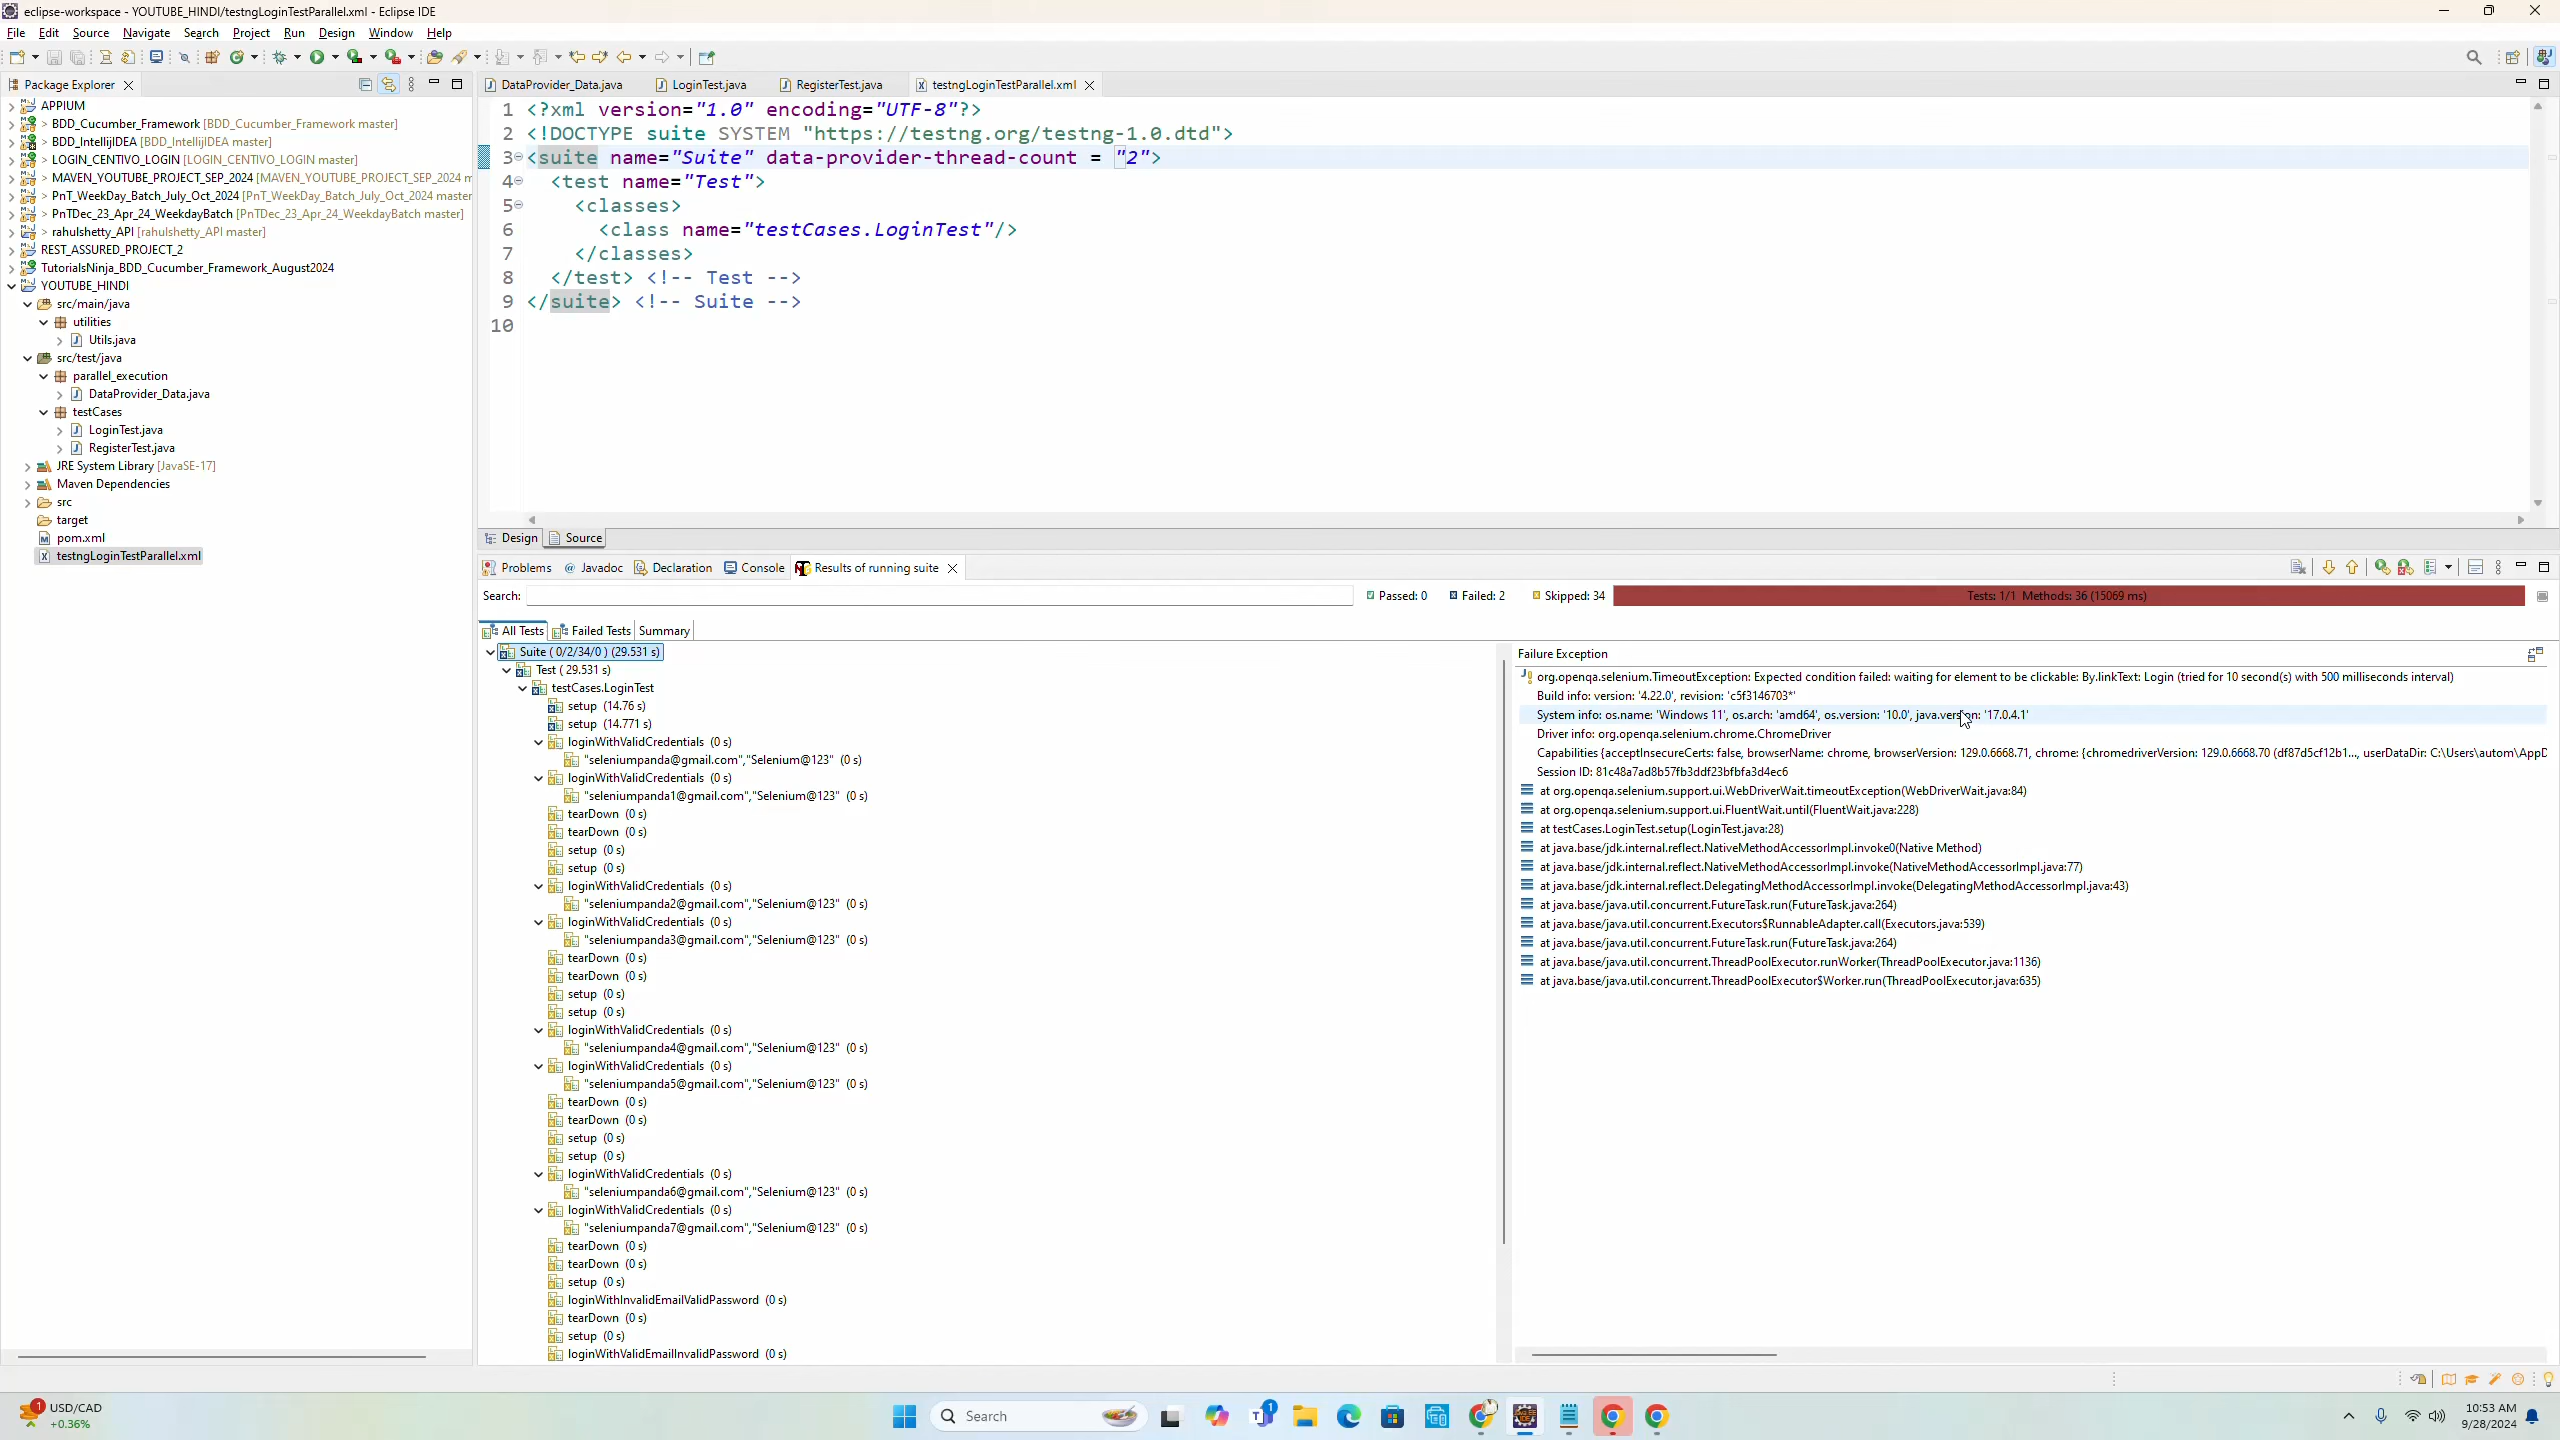 eclipse-workspace - YOUTUBE_HINDI/testngLoginTestParallel.xml - Eclipse IDE
File Edit Source Navigate Search Project Run Design Window Help
Package Explorer
APPIUM
> BDD_Cucumber_Framework [BDD_Cucumber_Framework master]
> BDD_IntellijIDEA [BDD_IntellijIDEA master]
> LOGIN_CENTIVO_LOGIN [LOGIN_CENTIVO_LOGIN master]
> MAVEN_YOUTUBE_PROJECT_SEP_2024 [MAVEN_YOUTUBE_PROJECT_SEP_2024 m
> PnT_WeekDay_Batch_July_Oct_2024 [PnT_WeekDay_Batch_July_Oct_2024 master
> PnTDec_23_Apr_24_WeekdayBatch [PnTDec_23_Apr_24_WeekdayBatch master]
> rahulshetty_API [rahulshetty_API master]
REST_ASSURED_PROJECT_2
TutorialsNinja_BDD_Cucumber_Framework_August2024
YOUTUBE_HINDI
src/main/java
utilities
Utils.java
src/test/java
parallel_execution
DataProvider_Data.java
testCases
LoginTest.java
RegisterTest.java
JRE System Library [JavaSE-17]
Maven Dependencies
src
target
pom.xml
testngLoginTestParallel.xml
DataProvider_Data.java LoginTest.java RegisterTest.java testngLoginTestParallel.xml
1 <?xml version="1.0" encoding="UTF-8"?>
2 <!DOCTYPE suite SYSTEM "https://testng.org/testng-1.0.dtd">
3 <suite name="Suite" data-provider-thread-count = "2">
4 <test name="Test">
5 <classes>
6 <class name="testCases.LoginTest"/>
7 </classes>
8 </test> <!-- Test -->
9 </suite> <!-- Suite -->
10
Design Source
Problems Javadoc Declaration Console Results of running suite
Search: Passed: 0 Failed: 2 Skipped: 34 Tests: 1/1 Methods: 36 (15069 ms)
All Tests Failed Tests Summary
Suite ( 0/2/34/0 ) (29.531 s)
Test ( 29.531 s)
testCases.LoginTest
setup (14.76 s)
setup (14.771 s)
loginWithValidCredentials (0 s)
"seleniumpanda@gmail.com","Selenium@123" (0 s)
loginWithValidCredentials (0 s)
"seleniumpanda1@gmail.com","Selenium@123" (0 s)
tearDown (0 s)
tearDown (0 s)
setup (0 s)
setup (0 s)
loginWithValidCredentials (0 s)
"seleniumpanda2@gmail.com","Selenium@123" (0 s)
loginWithValidCredentials (0 s)
"seleniumpanda3@gmail.com","Selenium@123" (0 s)
tearDown (0 s)
tearDown (0 s)
setup (0 s)
setup (0 s)
loginWithValidCredentials (0 s)
"seleniumpanda4@gmail.com","Selenium@123" (0 s)
loginWithValidCredentials (0 s)
"seleniumpanda5@gmail.com","Selenium@123" (0 s)
tearDown (0 s)
tearDown (0 s)
setup (0 s)
setup (0 s)
loginWithValidCredentials (0 s)
"seleniumpanda6@gmail.com","Selenium@123" (0 s)
loginWithValidCredentials (0 s)
"seleniumpanda7@gmail.com","Selenium@123" (0 s)
tearDown (0 s)
tearDown (0 s)
setup (0 s)
loginWithInvalidEmailValidPassword (0 s)
tearDown (0 s)
setup (0 s)
loginWithValidEmailInvalidPassword (0 s)
Failure Exception
org.openqa.selenium.TimeoutException: Expected condition failed: waiting for element to be clickable: By.linkText: Login (tried for 10 second(s) with 500 milliseconds interval)
Build info: version: '4.22.0', revision: 'c5f3146703*'
System info: os.name: 'Windows 11', os.arch: 'amd64', os.version: '10.0', java.version: '17.0.4.1'
Driver info: org.openqa.selenium.chrome.ChromeDriver
Capabilities {acceptInsecureCerts: false, browserName: chrome, browserVersion: 129.0.6668.71, chrome: {chromedriverVersion: 129.0.6668.70 (df87d5cf12b1..., userDataDir: C:\Users\autom\AppD
Session ID: 81c48a7ad8b57fb3ddf23bfbfa3d4ec6
at org.openqa.selenium.support.ui.WebDriverWait.timeoutException(WebDriverWait.java:84)
at org.openqa.selenium.support.ui.FluentWait.until(FluentWait.java:228)
at testCases.LoginTest.setup(LoginTest.java:28)
at java.base/jdk.internal.reflect.NativeMethodAccessorImpl.invoke0(Native Method)
at java.base/jdk.internal.reflect.NativeMethodAccessorImpl.invoke(NativeMethodAccessorImpl.java:77)
at java.base/jdk.internal.reflect.DelegatingMethodAccessorImpl.invoke(DelegatingMethodAccessorImpl.java:43)
at java.base/java.util.concurrent.FutureTask.run(FutureTask.java:264)
at java.base/java.util.concurrent.Executors$RunnableAdapter.call(Executors.java:539)
at java.base/java.util.concurrent.FutureTask.run(FutureTask.java:264)
at java.base/java.util.concurrent.ThreadPoolExecutor.runWorker(ThreadPoolExecutor.java:1136)
at java.base/java.util.concurrent.ThreadPoolExecutor$Worker.run(ThreadPoolExecutor.java:635)
1 USD/CAD
+0.36%
Search
1
10:53 AM
9/28/2024